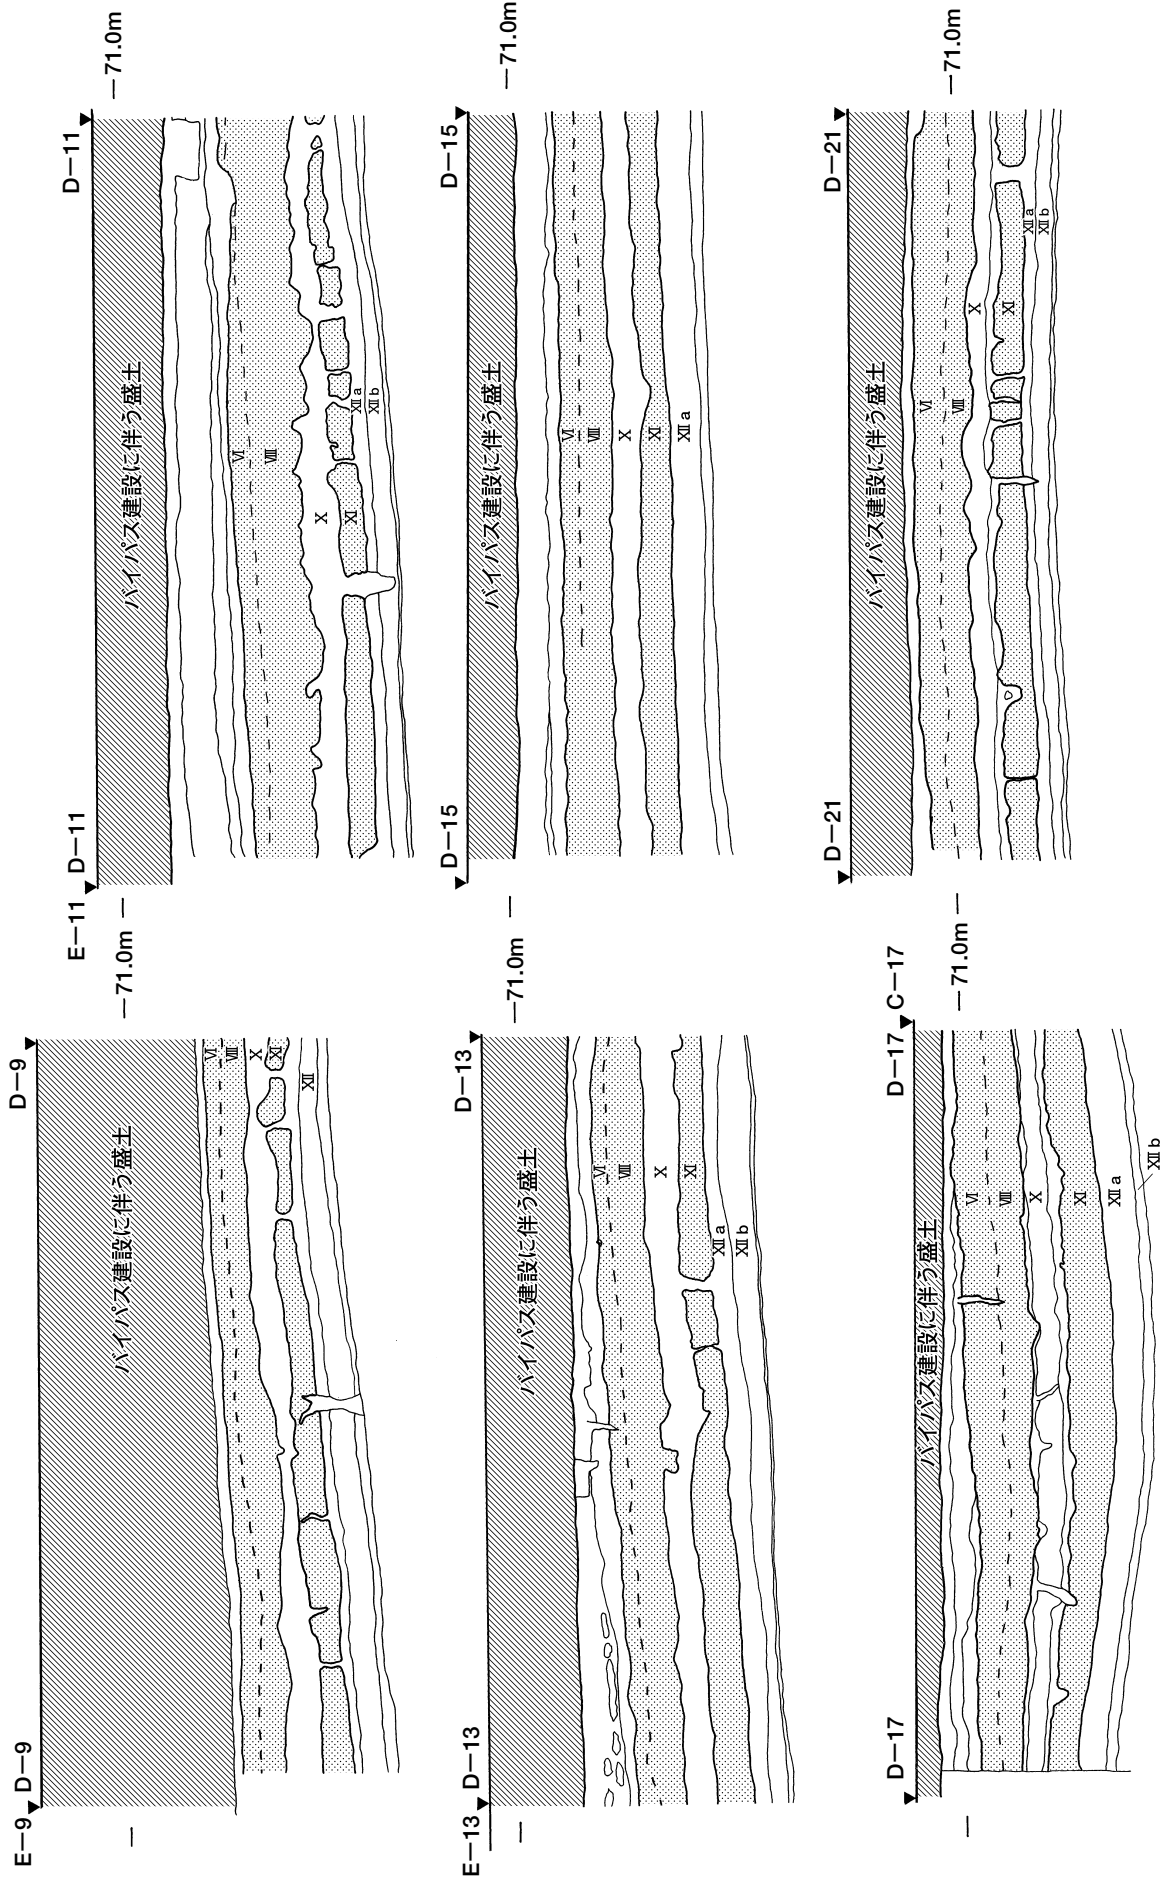 E—9 D—9
D—9
—71.0m
バイパス建設に伴う盛土
Ⅵ
Ⅷ
Ⅹ
Ⅺ
Ⅻ
E—11 D—11
D—11
—71.0m
バイパス建設に伴う盛土
Ⅵ
Ⅷ
Ⅹ
Ⅺ
Ⅻa
Ⅻb
E—13 D—13
D—13
—71.0m
バイパス建設に伴う盛土
Ⅵ
Ⅷ
Ⅹ
Ⅺ
Ⅻa
Ⅻb
D—15
D—15
—71.0m
バイパス建設に伴う盛土
Ⅵ
Ⅷ
Ⅹ
Ⅺ
Ⅻa
D—17
D—17 C—17
—71.0m
バイパス建設に伴う盛土
Ⅵ
Ⅷ
Ⅹ
Ⅺ
Ⅻa
Ⅻb
D—21
D—21
—71.0m
バイパス建設に伴う盛土
Ⅵ
Ⅷ
Ⅹ
Ⅺ
Ⅻa
Ⅻb